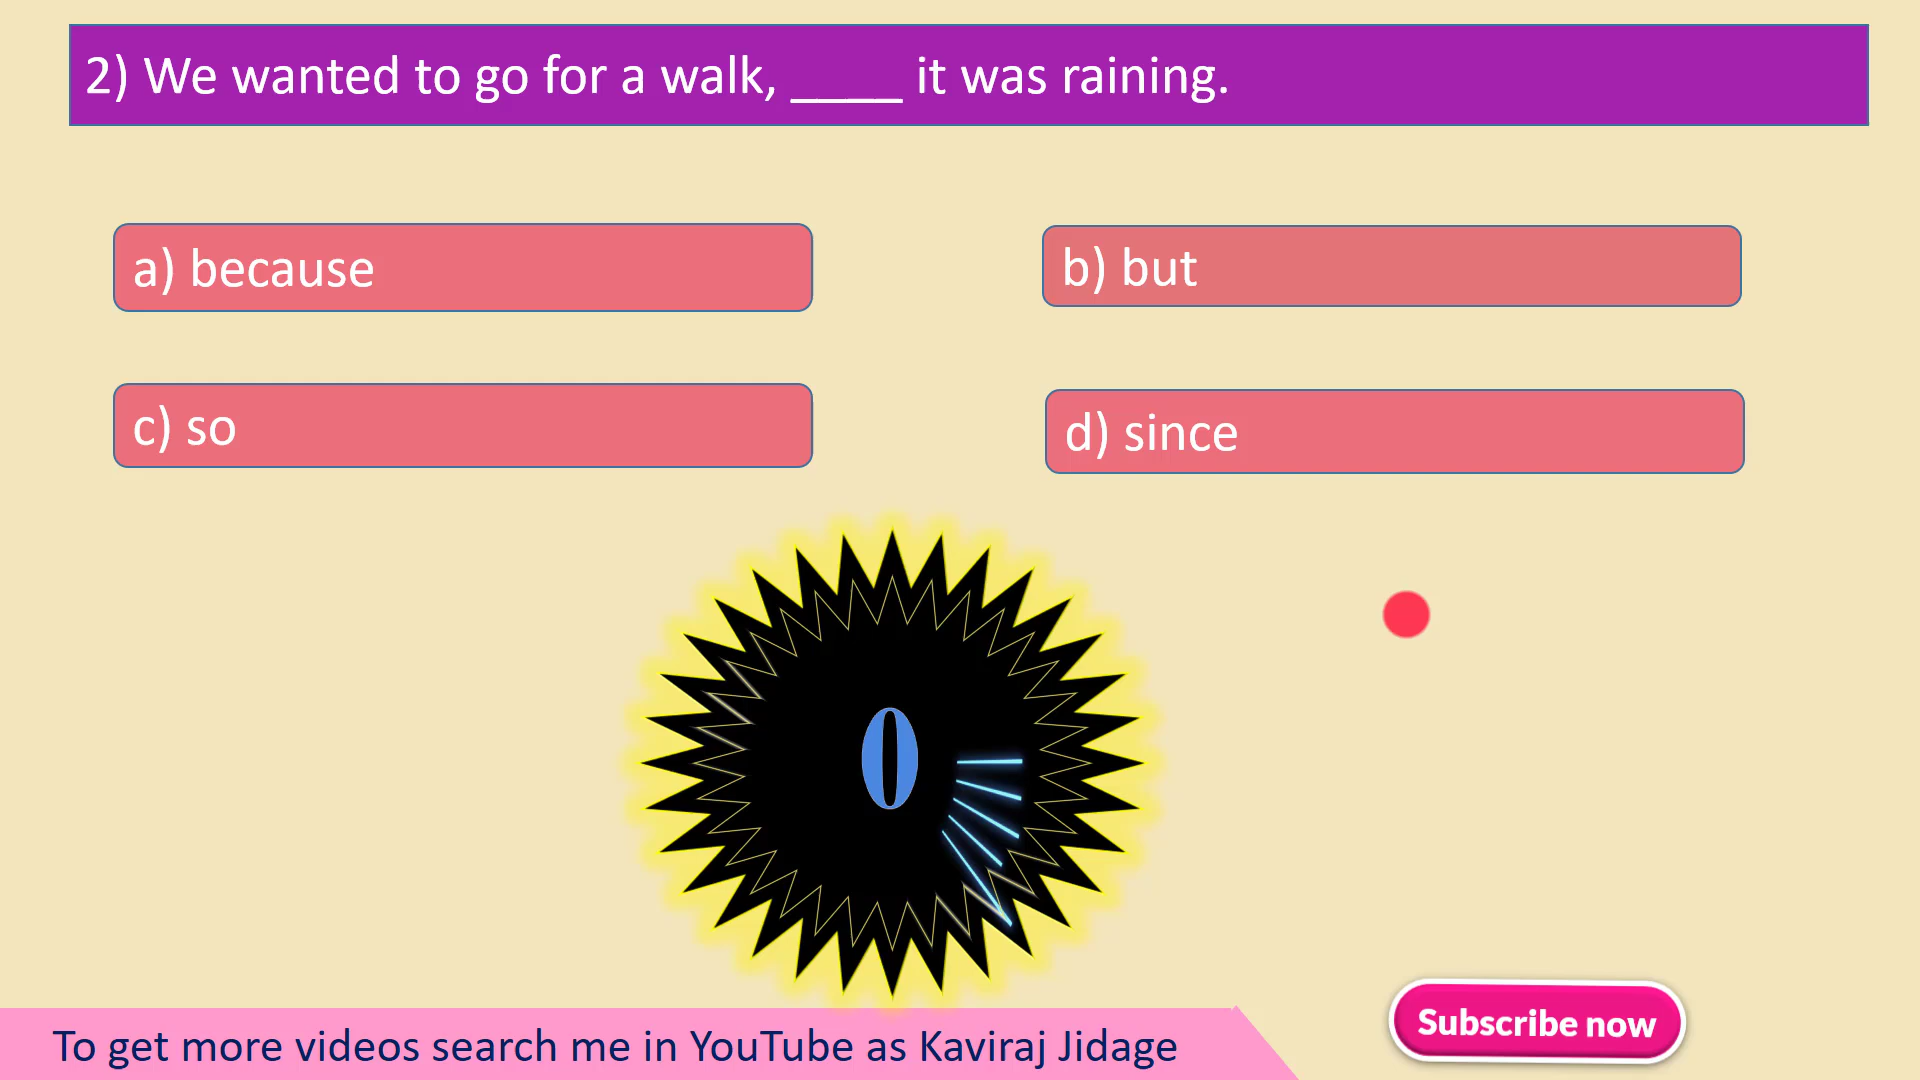 2) We wanted to go for a walk, ____ it was raining.
a) because
b) but
c) so
d) since
0
To get more videos search me in YouTube as Kaviraj Jidage
Subscribe now